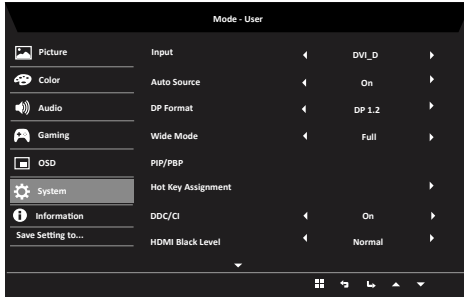 Mode - User
Picture
Input DVI_D
Color
Auto Source On
Audio
DP Format DP 1.2
Gaming
Wide Mode Full
OSD
PIP/PBP
System
Hot Key Assignment
Information
DDC/CI On
Save Setting to...
HDMI Black Level Normal